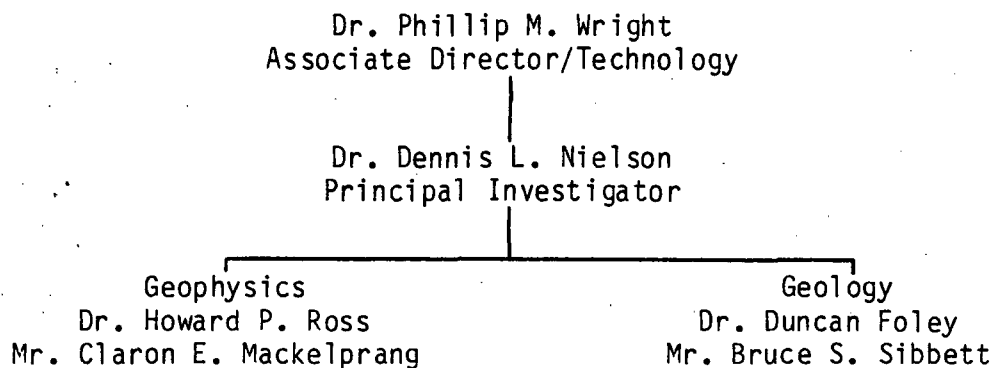 Dr. Phillip M. Wright
Associate Director/Technology
Dr. Dennis L. Nielson
Principal Investigator
Geophysics
Dr. Howard P. Ross
Mr. Claron E. Mackelprang
Geology
Dr. Duncan Foley
Mr. Bruce S. Sibbett